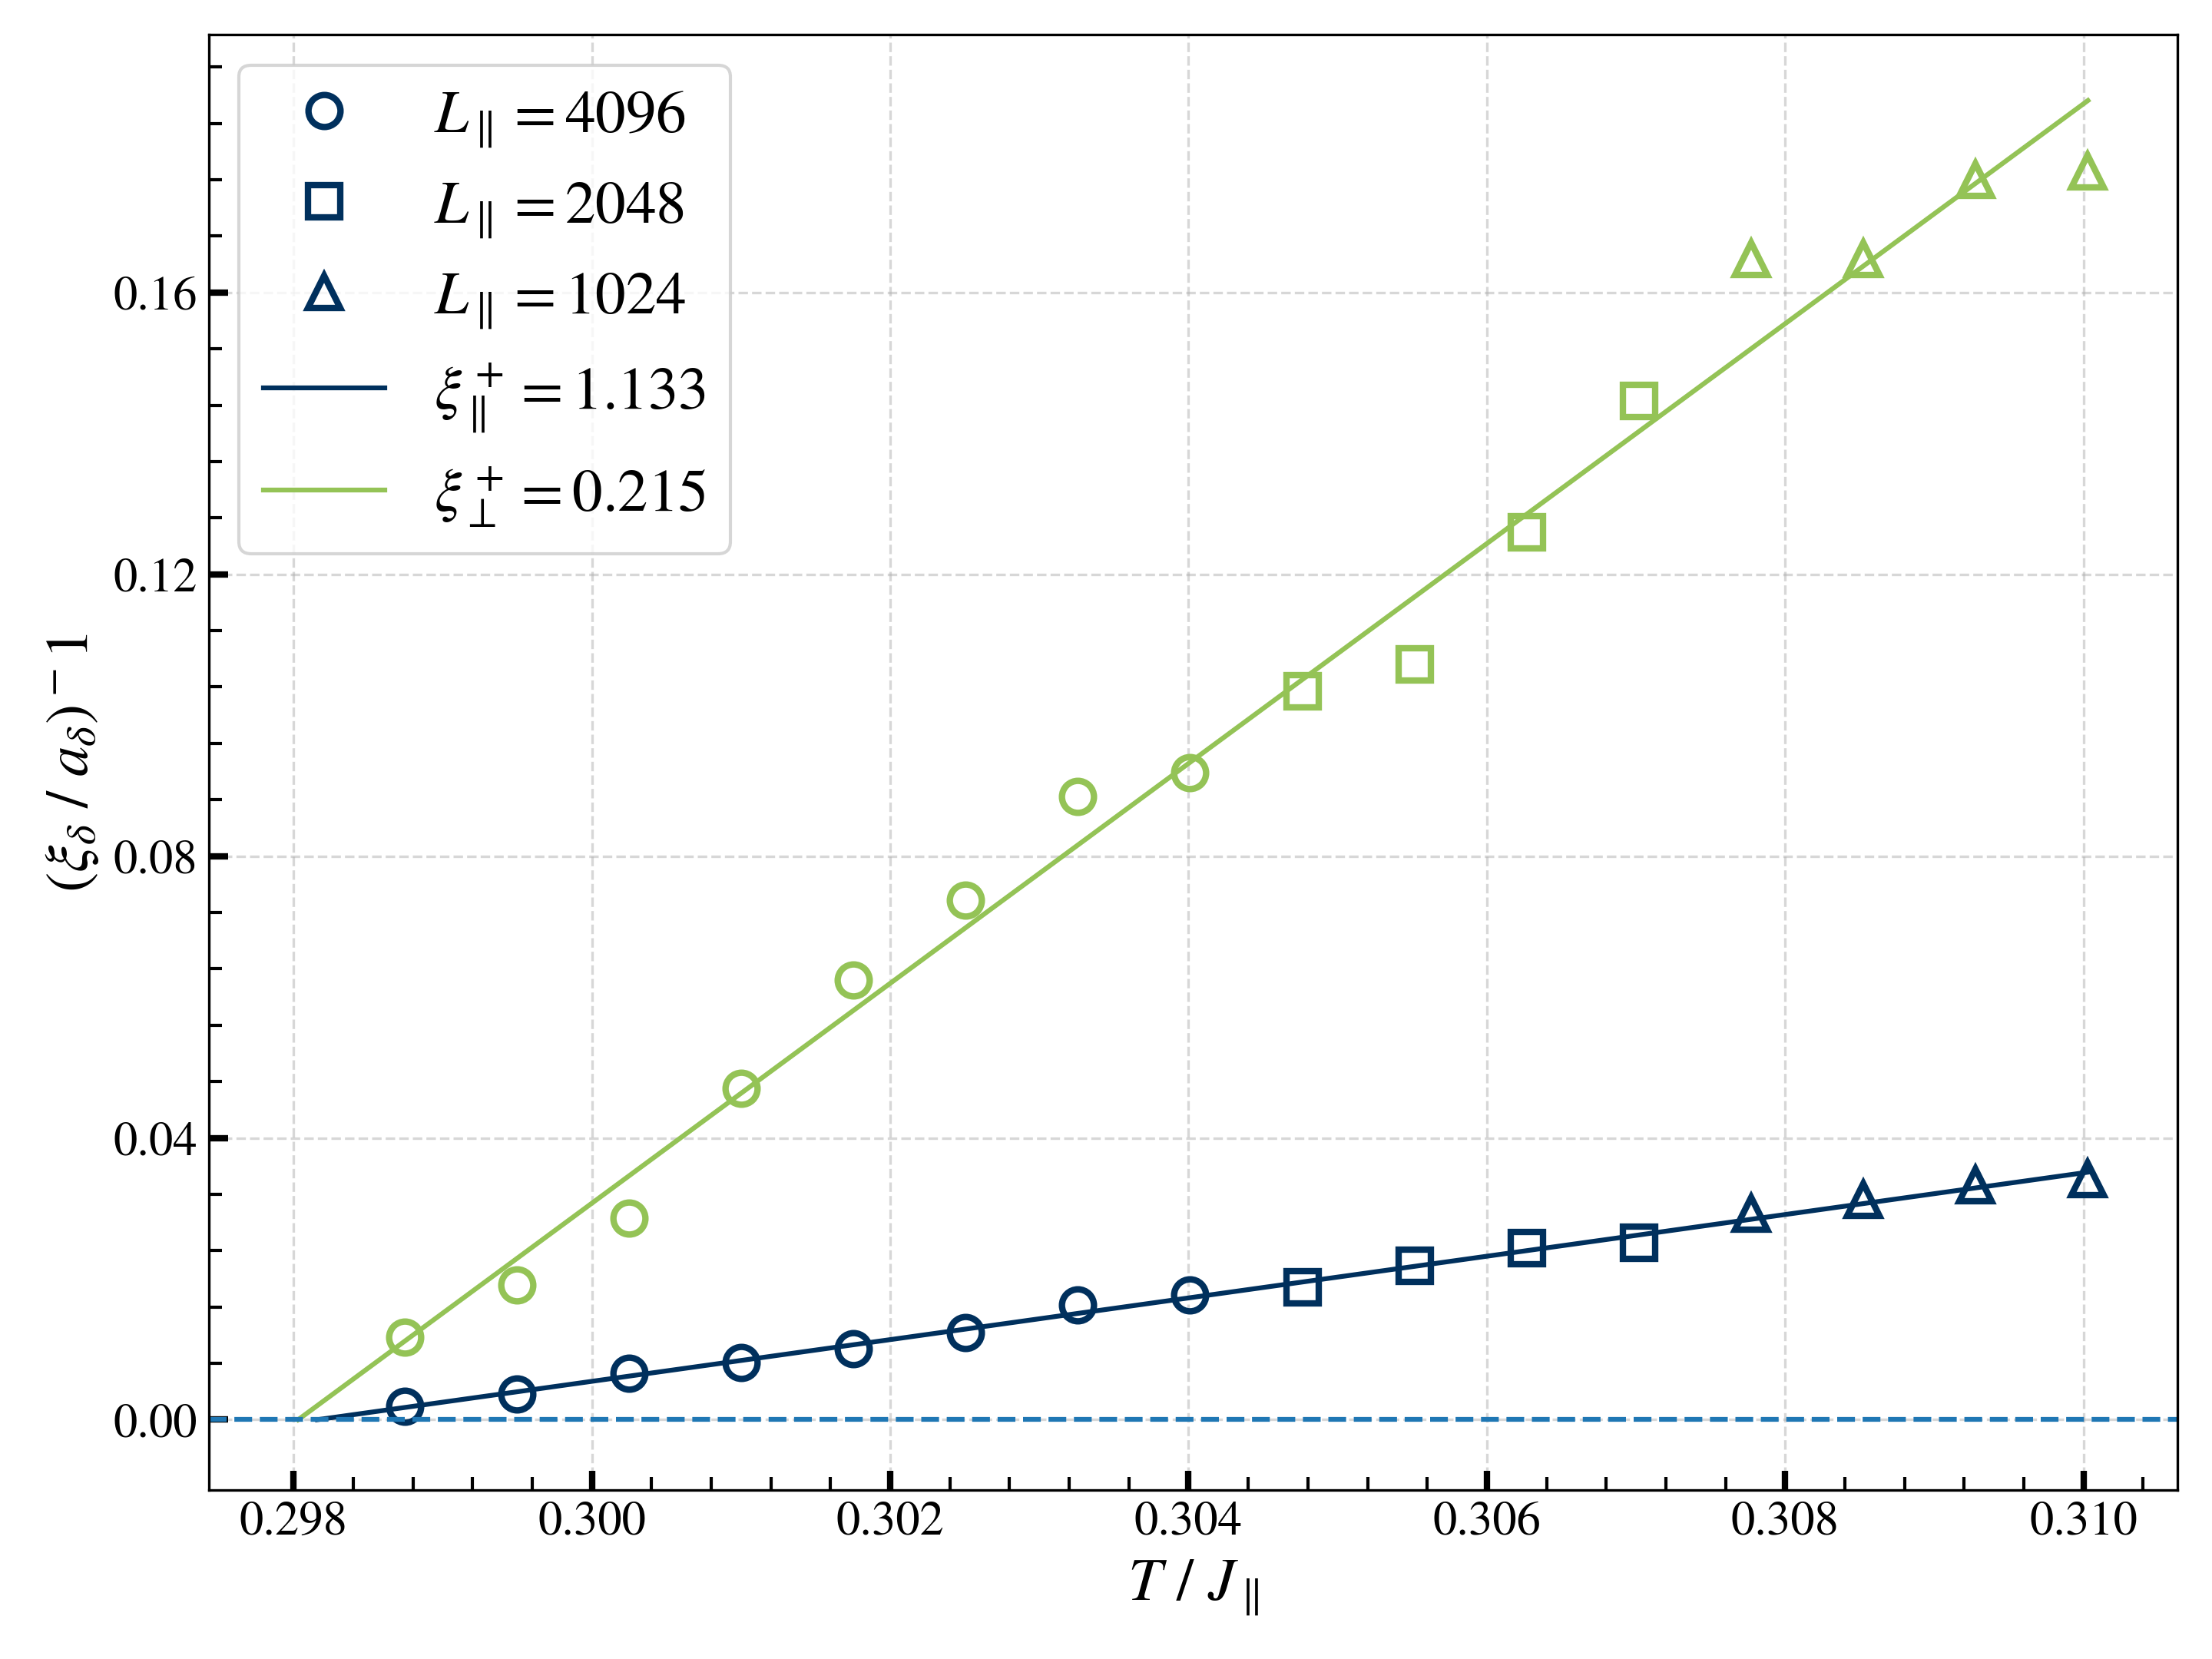 L∥ = 4096
L∥ = 2048
L∥ = 1024
ξ∥⁺ = 1.133
ξ⊥⁺ = 0.215
0.16
0.12
0.08
0.04
0.00
(ξδ / aδ)⁻1
0.298 0.300 0.302 0.304 0.306 0.308 0.310
T / J∥